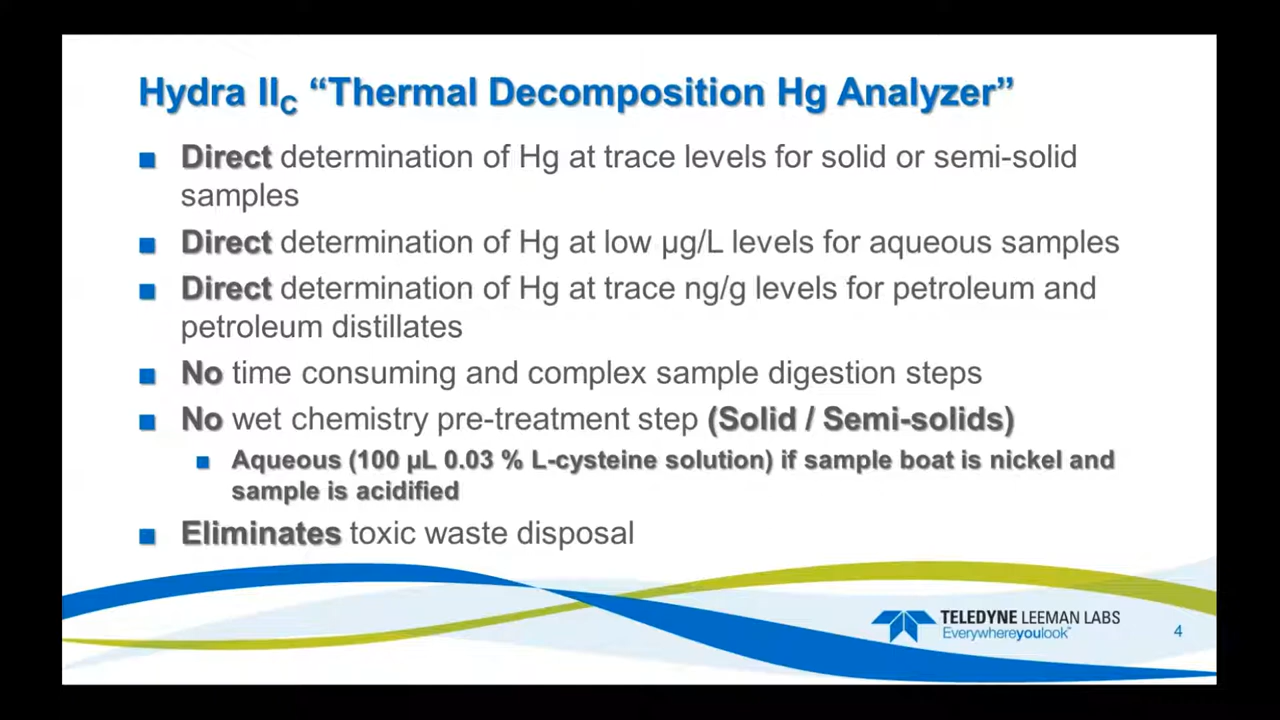 Hydra IIC “Thermal Decomposition Hg Analyzer”
Direct determination of Hg at trace levels for solid or semi-solid
samples
Direct determination of Hg at low µg/L levels for aqueous samples
Direct determination of Hg at trace ng/g levels for petroleum and
petroleum distillates
No time consuming and complex sample digestion steps
No wet chemistry pre-treatment step (Solid / Semi-solids)
Aqueous (100 µL 0.03 % L-cysteine solution) if sample boat is nickel and
sample is acidified
Eliminates toxic waste disposal
TELEDYNE LEEMAN LABS
Everywhereyoulook™
4